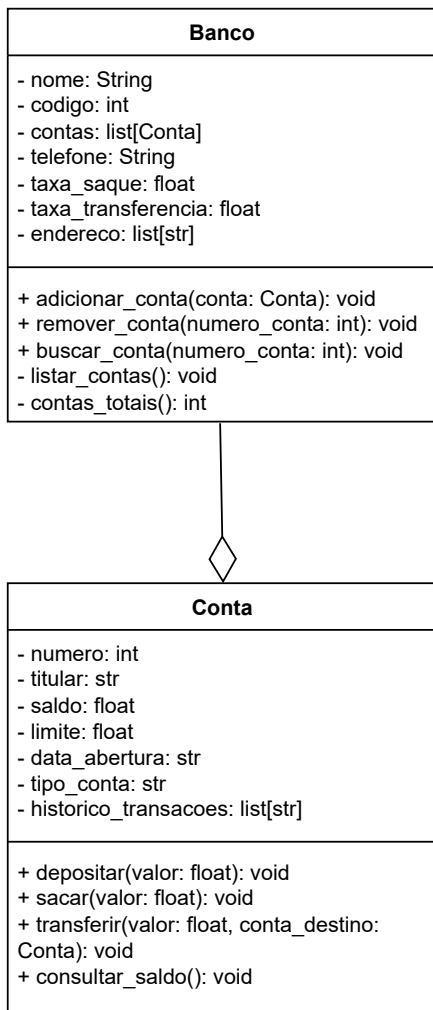 Banco
- nome: String
- codigo: int
- contas: list[Conta]
- telefone: String
- taxa_saque: float
- taxa_transferencia: float
- endereco: list[str]
+ adicionar_conta(conta: Conta): void
+ remover_conta(numero_conta: int): void
+ buscar_conta(numero_conta: int): void
- listar_contas(): void
- contas_totais(): int
Conta
- numero: int
- titular: str
- saldo: float
- limite: float
- data_abertura: str
- tipo_conta: str
- historico_transacoes: list[str]
+ depositar(valor: float): void
+ sacar(valor: float): void
+ transferir(valor: float, conta_destino:
Conta): void
+ consultar_saldo(): void